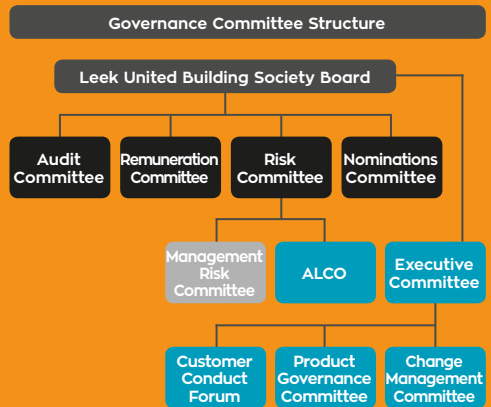 Governance Committee Structure
Leek United Building Society Board
Audit
Committee
Remuneration
Committee
Risk
Committee
Nominations
Committee
Management
Risk
Committee
ALCO
Executive
Committee
Customer
Conduct
Forum
Product
Governance
Committee
Change
Management
Committee